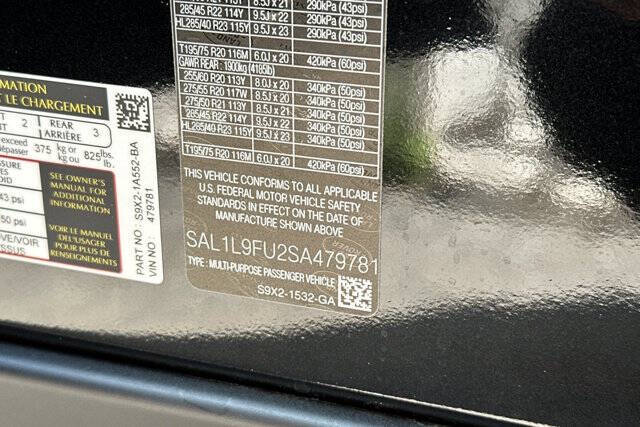 285/45 R22 114Y 9.5J x 22 290kPa (43psi)
HL285/40 R23 115Y 9.5J x 23 290kPa (43psi)
T195/75 R20 116M 6.0J x 20 420kPa (60psi)
GAWR : REAR : 1900kg (4185lb)
255/60 R20 113Y 8.0J x 20 340kPa (50psi)
275/55 R20 117W 8.0J x 20 340kPa (50psi)
275/50 R21 113Y 8.5J x 21 340kPa (50psi)
285/45 R22 114Y 9.5J x 22 340kPa (50psi)
HL285/40 R23 115Y 9.5J x 23 340kPa (50psi)
T195/75 R20 116M 6.0J x 20 420kPa (60psi)
THIS VEHICLE CONFORMS TO ALL APPLICABLE
U.S. FEDERAL MOTOR VEHICLE SAFETY
STANDARDS IN EFFECT ON THE DATE OF
MANUFACTURE SHOWN ABOVE
SAL1L9FU2SA479781
TYPE : MULTI-PURPOSE PASSENGER VEHICLE
S9X2-1532-GA
LE CHARGEMENT
2 REAR 3
ARRIÈRE
exceed 375 kg or 825 lbs.
kg ou lb.
SEE OWNER'S
MANUAL FOR
ADDITIONAL
INFORMATION
43 psi
50 psi
VOIR LE MANUEL
DE L'USAGER
POUR PLUS DE
RENSEIGNEMENTS
PART NO: S9X2-1A552-BA
VIN NO: 479781